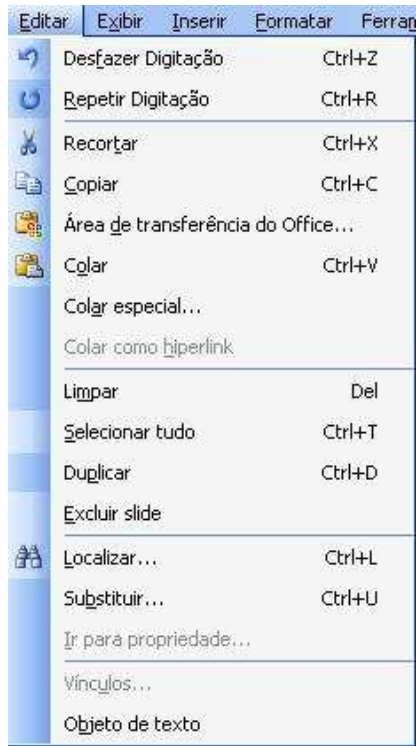 Editar Exibir Inserir Formatar Ferran
Desfazer Digitação Ctrl+Z
Repetir Digitação Ctrl+R
Recortar Ctrl+X
Copiar Ctrl+C
Área de transferência do Office...
Colar Ctrl+V
Colar especial...
Colar como hiperlink
Limpar Del
Selecionar tudo Ctrl+T
Duplicar Ctrl+D
Excluir slide
Localizar... Ctrl+L
Substituir... Ctrl+U
Ir para propriedade...
Vínculos...
Objeto de texto